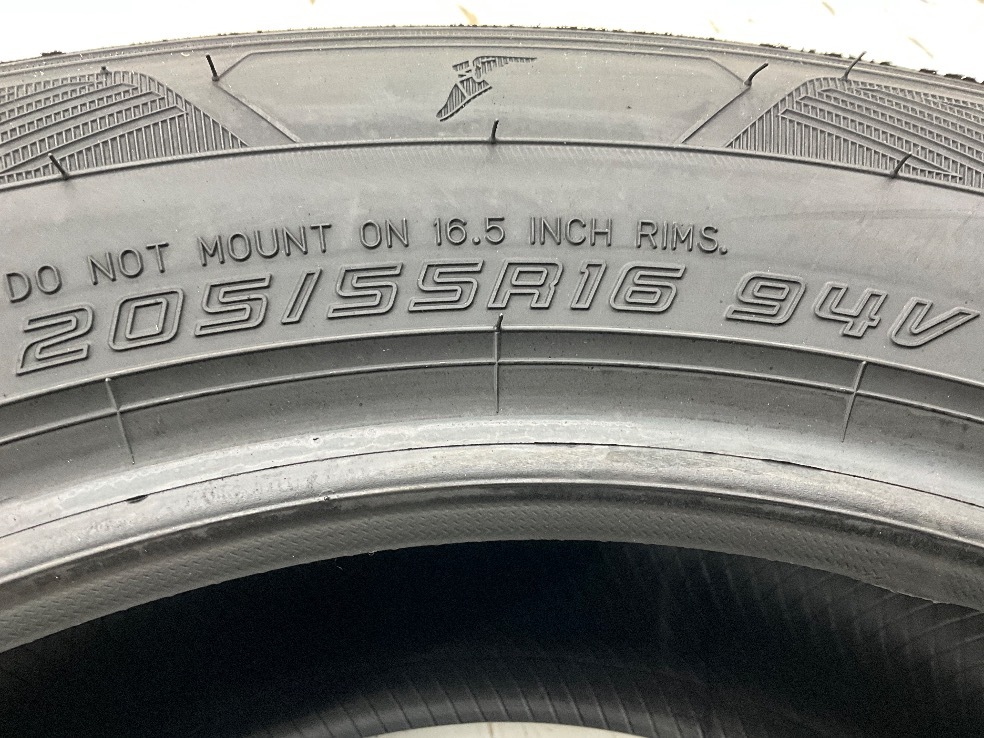 DO NOT MOUNT ON 16.5 INCH RIMS.
205/55R16 94V